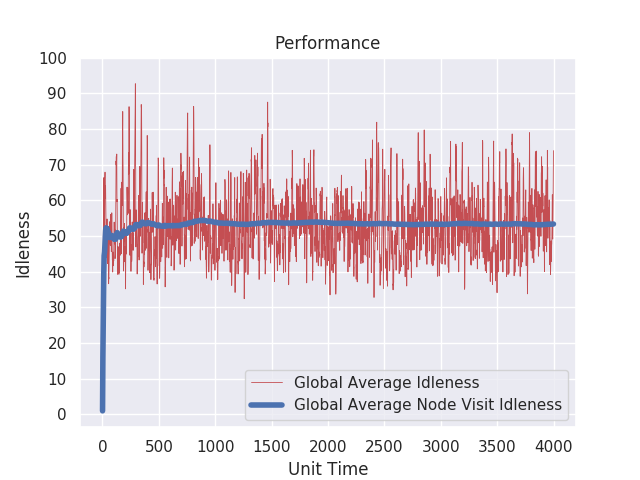 Performance
100
90
80
70
60
50
40
30
20
10
0
Idleness
Global Average Idleness
Global Average Node Visit Idleness
0 500 1000 1500 2000 2500 3000 3500 4000
Unit Time